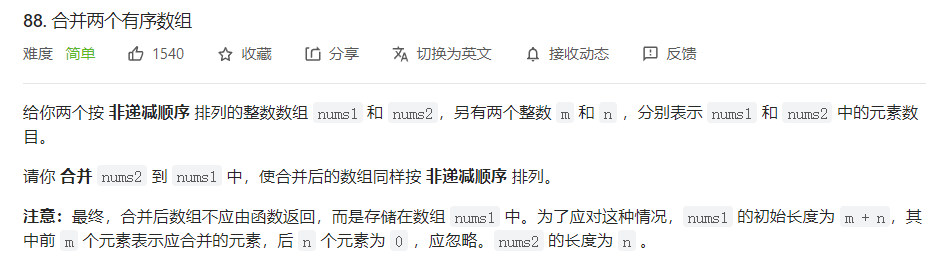 88. 合并两个有序数组
难度 简单 1540 收藏 分享 切换为英文 接收动态 反馈
给你两个按 非递减顺序 排列的整数数组 nums1 和 nums2，另有两个整数 m 和 n ，分别表示 nums1 和 nums2 中的元素数
目。
请你 合并 nums2 到 nums1 中，使合并后的数组同样按 非递减顺序 排列。
注意：最终，合并后数组不应由函数返回，而是存储在数组 nums1 中。为了应对这种情况，nums1 的初始长度为 m + n，其
中前 m 个元素表示应合并的元素，后 n 个元素为 0 ，应忽略。nums2 的长度为 n 。